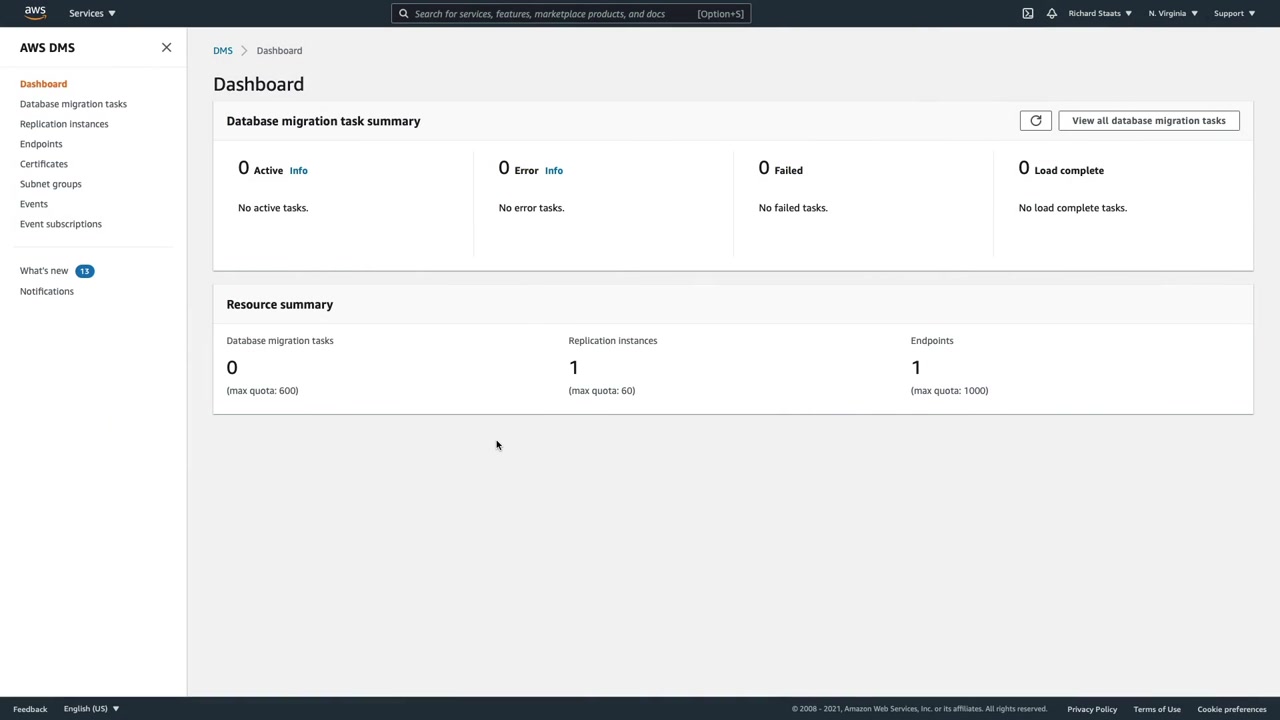 aws Services ▼ Search for services, features, marketplace products, and docs [Option+S] Richard Staats ▼ N. Virginia ▼ Support ▼
AWS DMS
Dashboard
Database migration tasks
Replication instances
Endpoints
Certificates
Subnet groups
Events
Event subscriptions
What's new 13
Notifications
DMS > Dashboard
Dashboard
Database migration task summary View all database migration tasks
0 Active Info 0 Error Info 0 Failed 0 Load complete
No active tasks. No error tasks. No failed tasks. No load complete tasks.
Resource summary
Database migration tasks Replication instances Endpoints
0 1 1
(max quota: 600) (max quota: 60) (max quota: 1000)
Feedback English (US) ▼ © 2008 - 2021, Amazon Web Services, Inc. or its affiliates. All rights reserved. Privacy Policy Terms of Use Cookie preferences